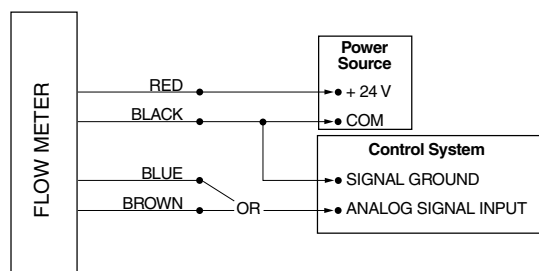 FLOW METER
RED
BLACK
BLUE
BROWN
OR
Power
Source
+ 24 V
COM
Control System
SIGNAL GROUND
ANALOG SIGNAL INPUT